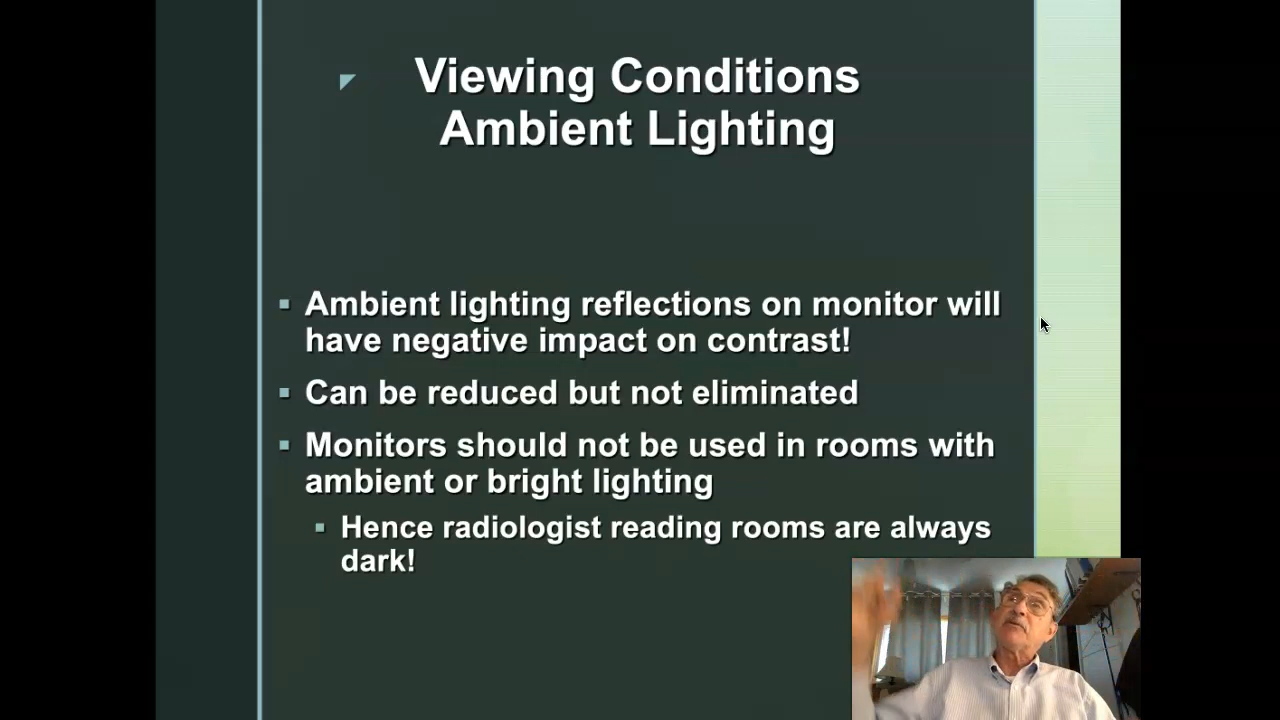 Viewing Conditions
Ambient Lighting
Ambient lighting reflections on monitor will
have negative impact on contrast!
Can be reduced but not eliminated
Monitors should not be used in rooms with
ambient or bright lighting
Hence radiologist reading rooms are always
dark!